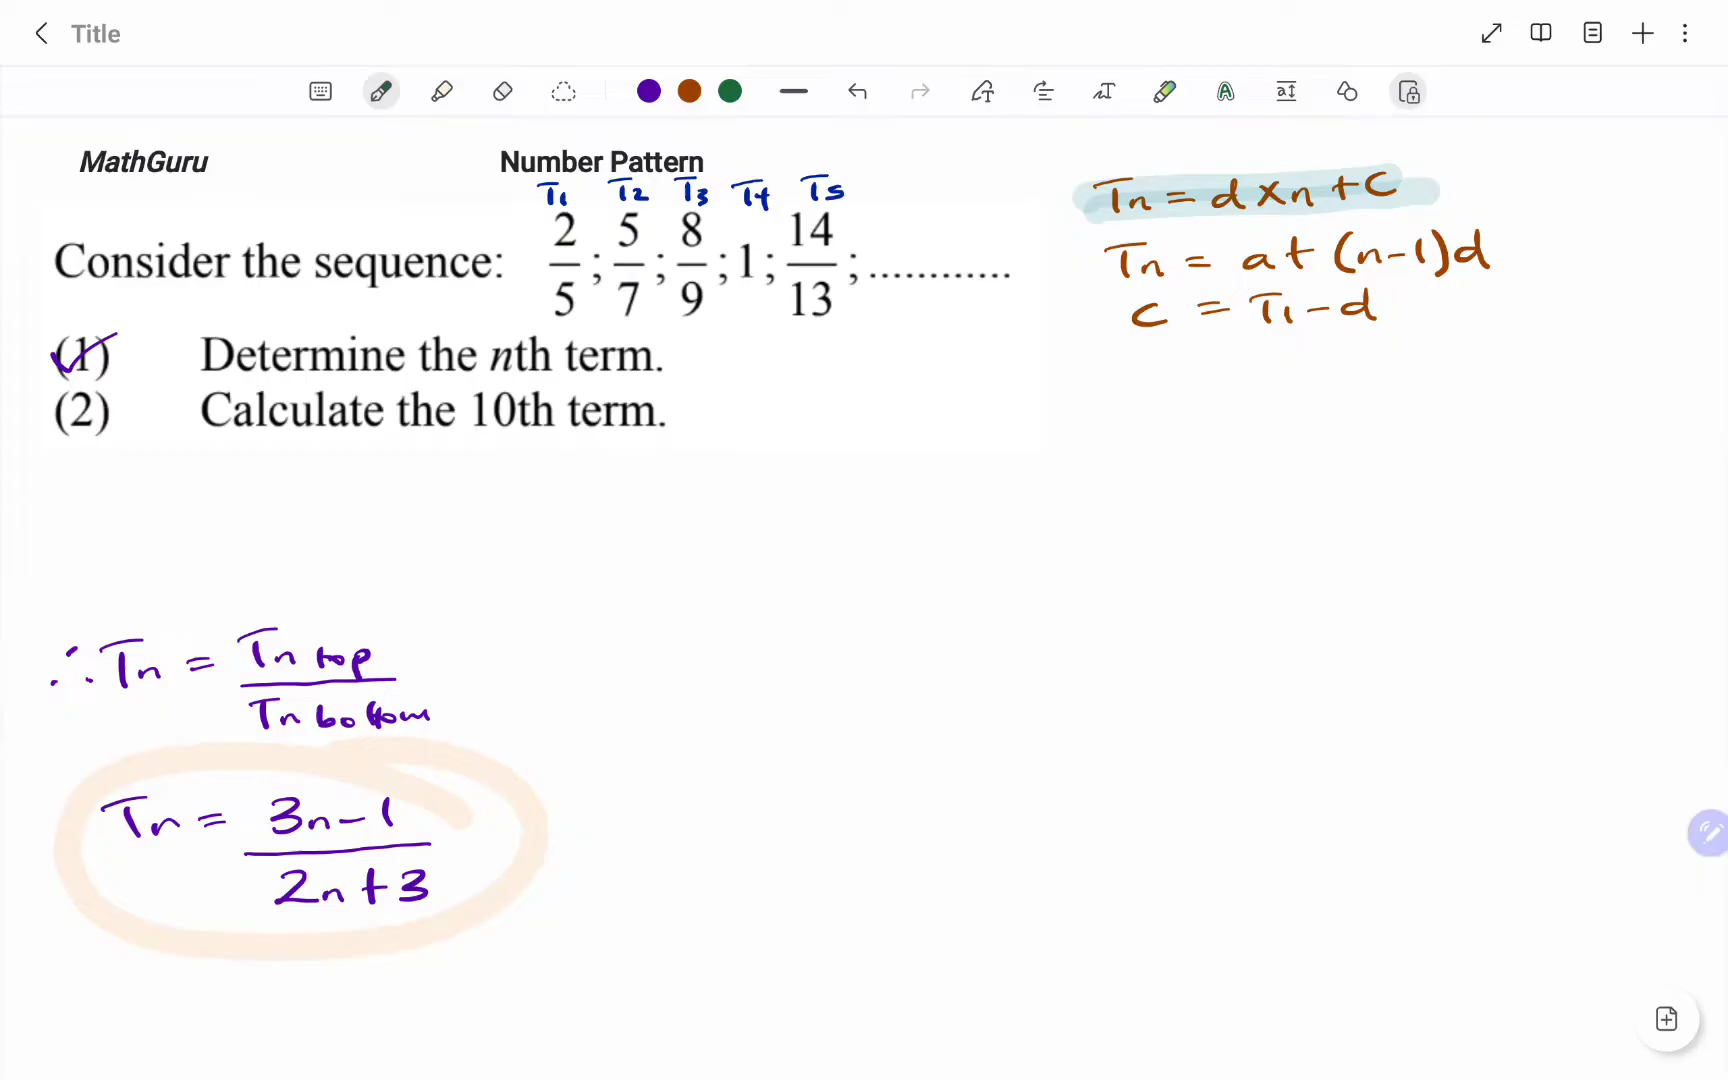 Title
MathGuru Number Pattern
T1 T2 T3 T4 T5
Consider the sequence: 2/5 ; 5/7 ; 8/9 ; 1 ; 14/13 ; ............
(1) Determine the nth term.
(2) Calculate the 10th term.
Tn = d x n + c
Tn = a + (n-1)d
c = T1 - d
∴ Tn = Tn top / Tn bottom
Tn = 3n-1 / 2n+3